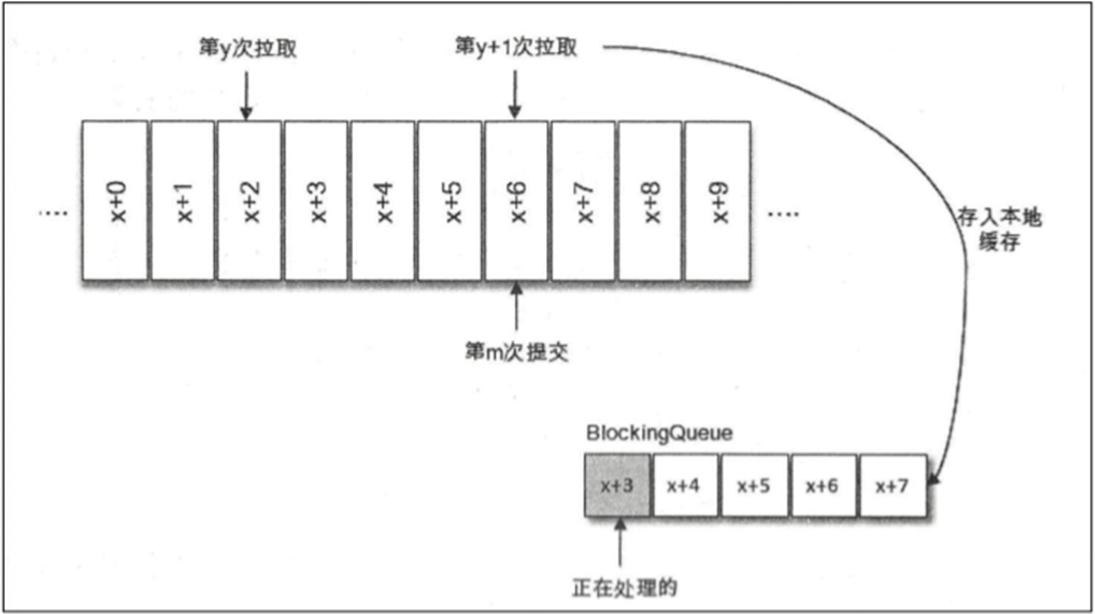 第y次拉取
第y+1次拉取
x+0
x+1
x+2
x+3
x+4
x+5
x+6
x+7
x+8
x+9
....
....
存入本地
缓存
第m次提交
BlockingQueue
x+3
x+4
x+5
x+6
x+7
正在处理的